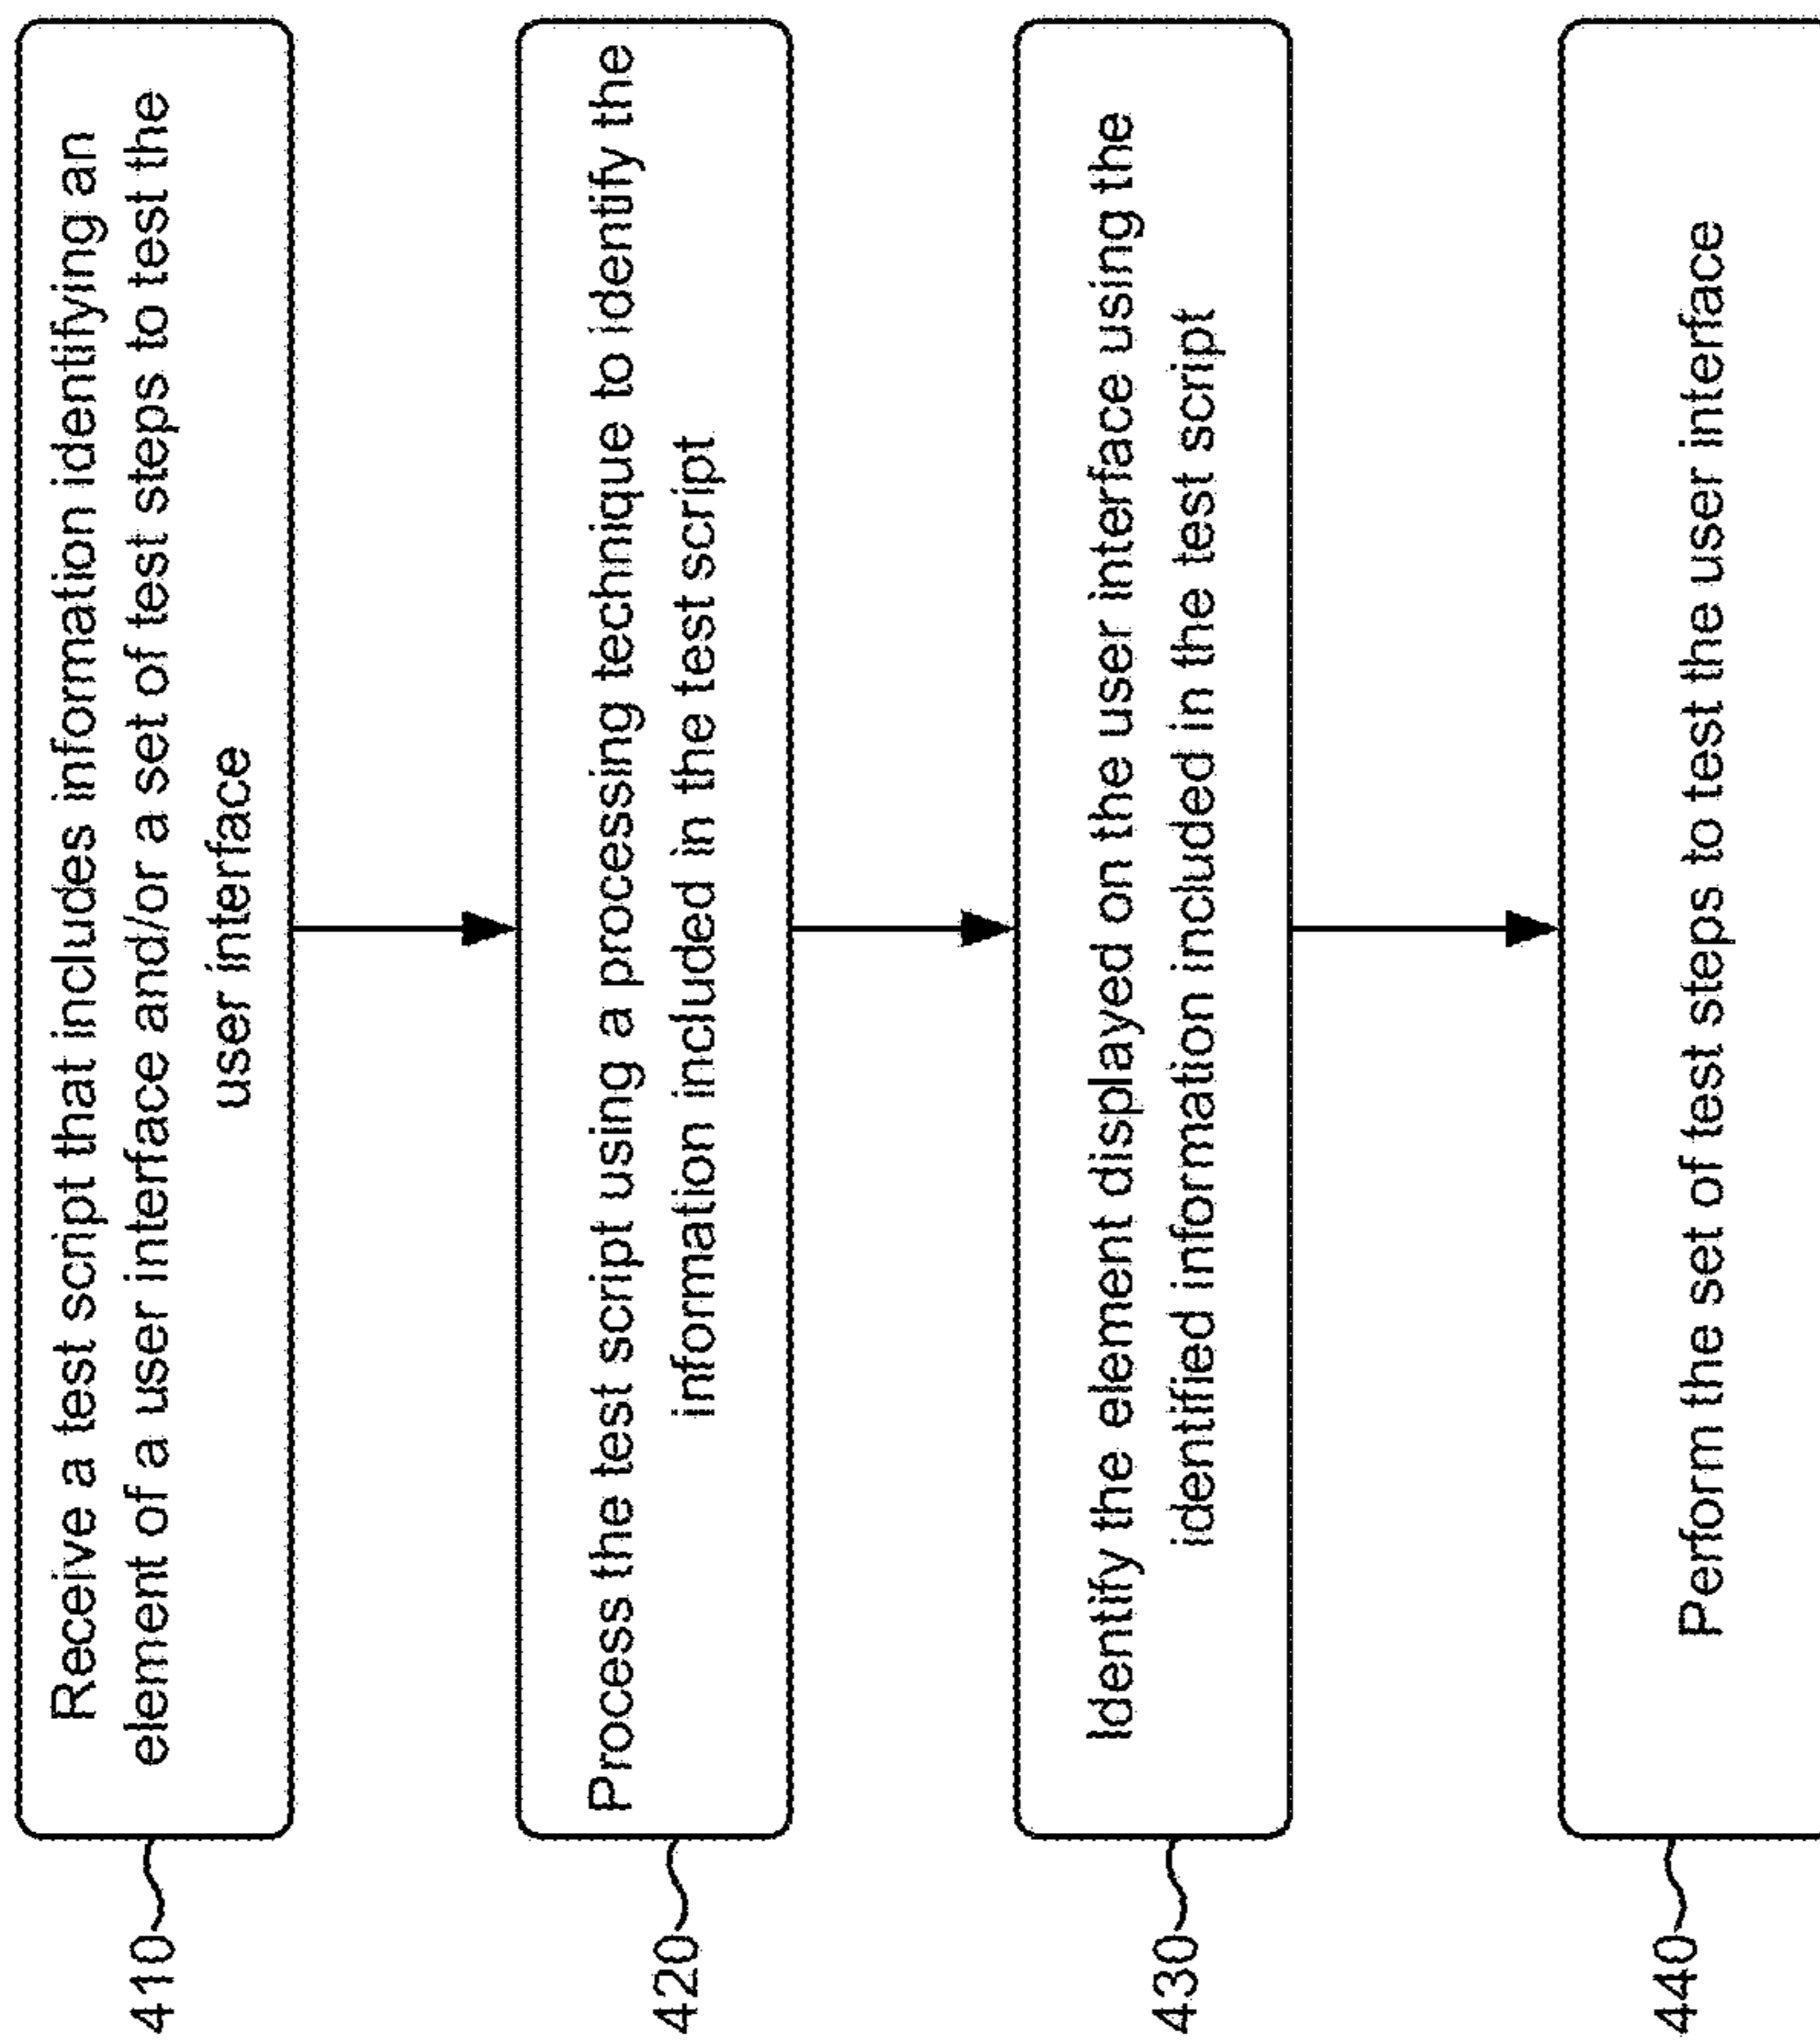 410
Receive a test script that includes information identifying an
element of a user interface and/or a set of test steps to test the
user interface
420
Process the test script using a processing technique to identify the
information included in the test script
430
Identify the element displayed on the user interface using the
identified information included in the test script
440
Perform the set of test steps to test the user interface